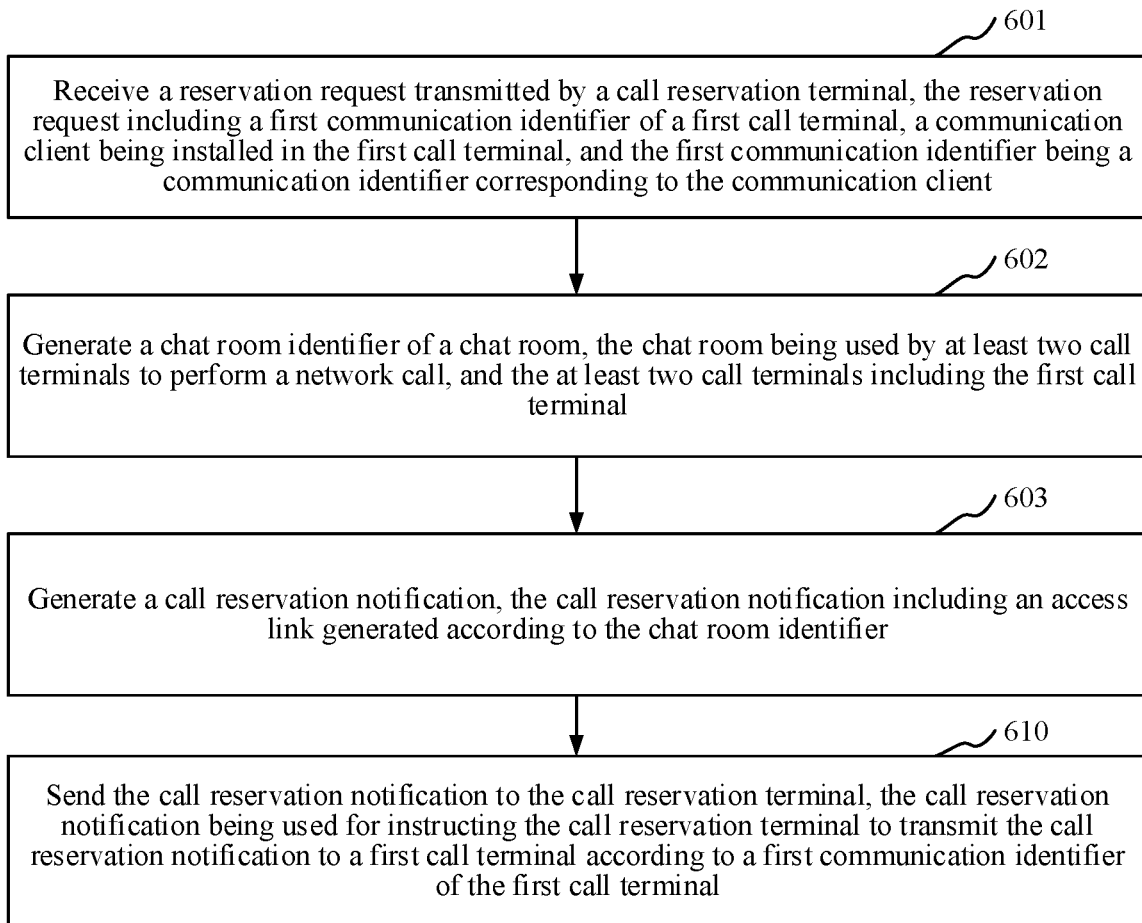 601
Receive a reservation request transmitted by a call reservation terminal, the reservation
request including a first communication identifier of a first call terminal, a communication
client being installed in the first call terminal, and the first communication identifier being a
communication identifier corresponding to the communication client
602
Generate a chat room identifier of a chat room, the chat room being used by at least two call
terminals to perform a network call, and the at least two call terminals including the first call
terminal
603
Generate a call reservation notification, the call reservation notification including an access
link generated according to the chat room identifier
610
Send the call reservation notification to the call reservation terminal, the call reservation
notification being used for instructing the call reservation terminal to transmit the call
reservation notification to a first call terminal according to a first communication identifier
of the first call terminal